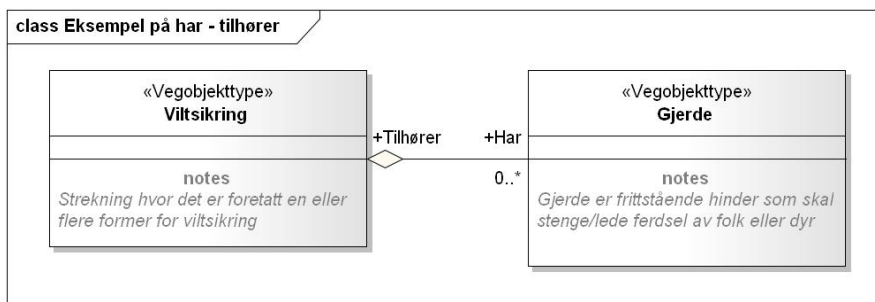 class Eksempel på har - tilhører
«Vegobjekttype»
Viltsikring
notes
Strekning hvor det er foretatt en eller
flere former for viltsikring
+Tilhører
+Har
0..*
«Vegobjekttype»
Gjerde
notes
Gjerde er frittstående hinder som skal
stenge/lede ferdsel av folk eller dyr